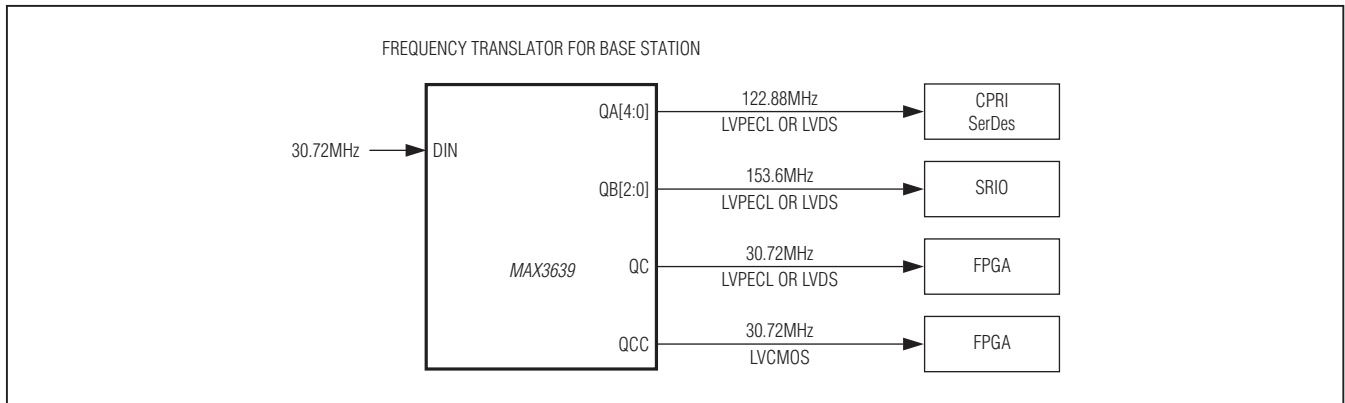 FREQUENCY TRANSLATOR FOR BASE STATION
30.72MHz
DIN
MAX3639
QA[4:0]
122.88MHz
LVPECL OR LVDS
CPRI
SerDes
QB[2:0]
153.6MHz
LVPECL OR LVDS
SRIO
QC
30.72MHz
LVPECL OR LVDS
FPGA
QCC
30.72MHz
LVCMOS
FPGA